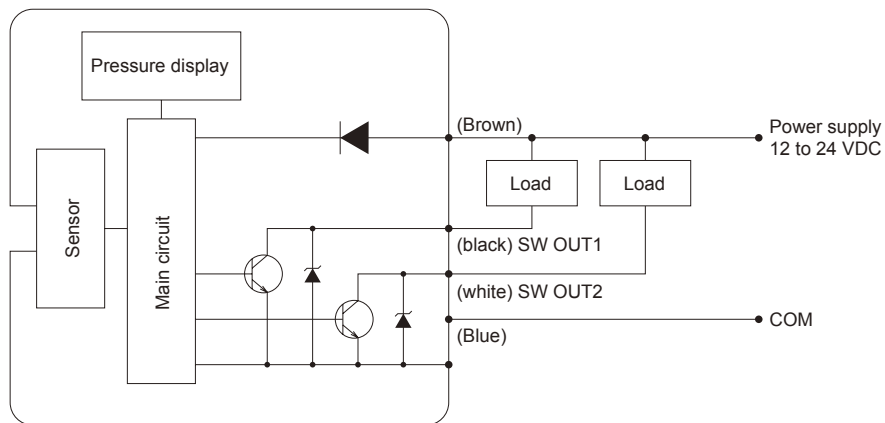 Pressure display
Sensor
Main circuit
(Brown)
Power supply
12 to 24 VDC
Load
Load
(black) SW OUT1
(white) SW OUT2
(Blue)
COM